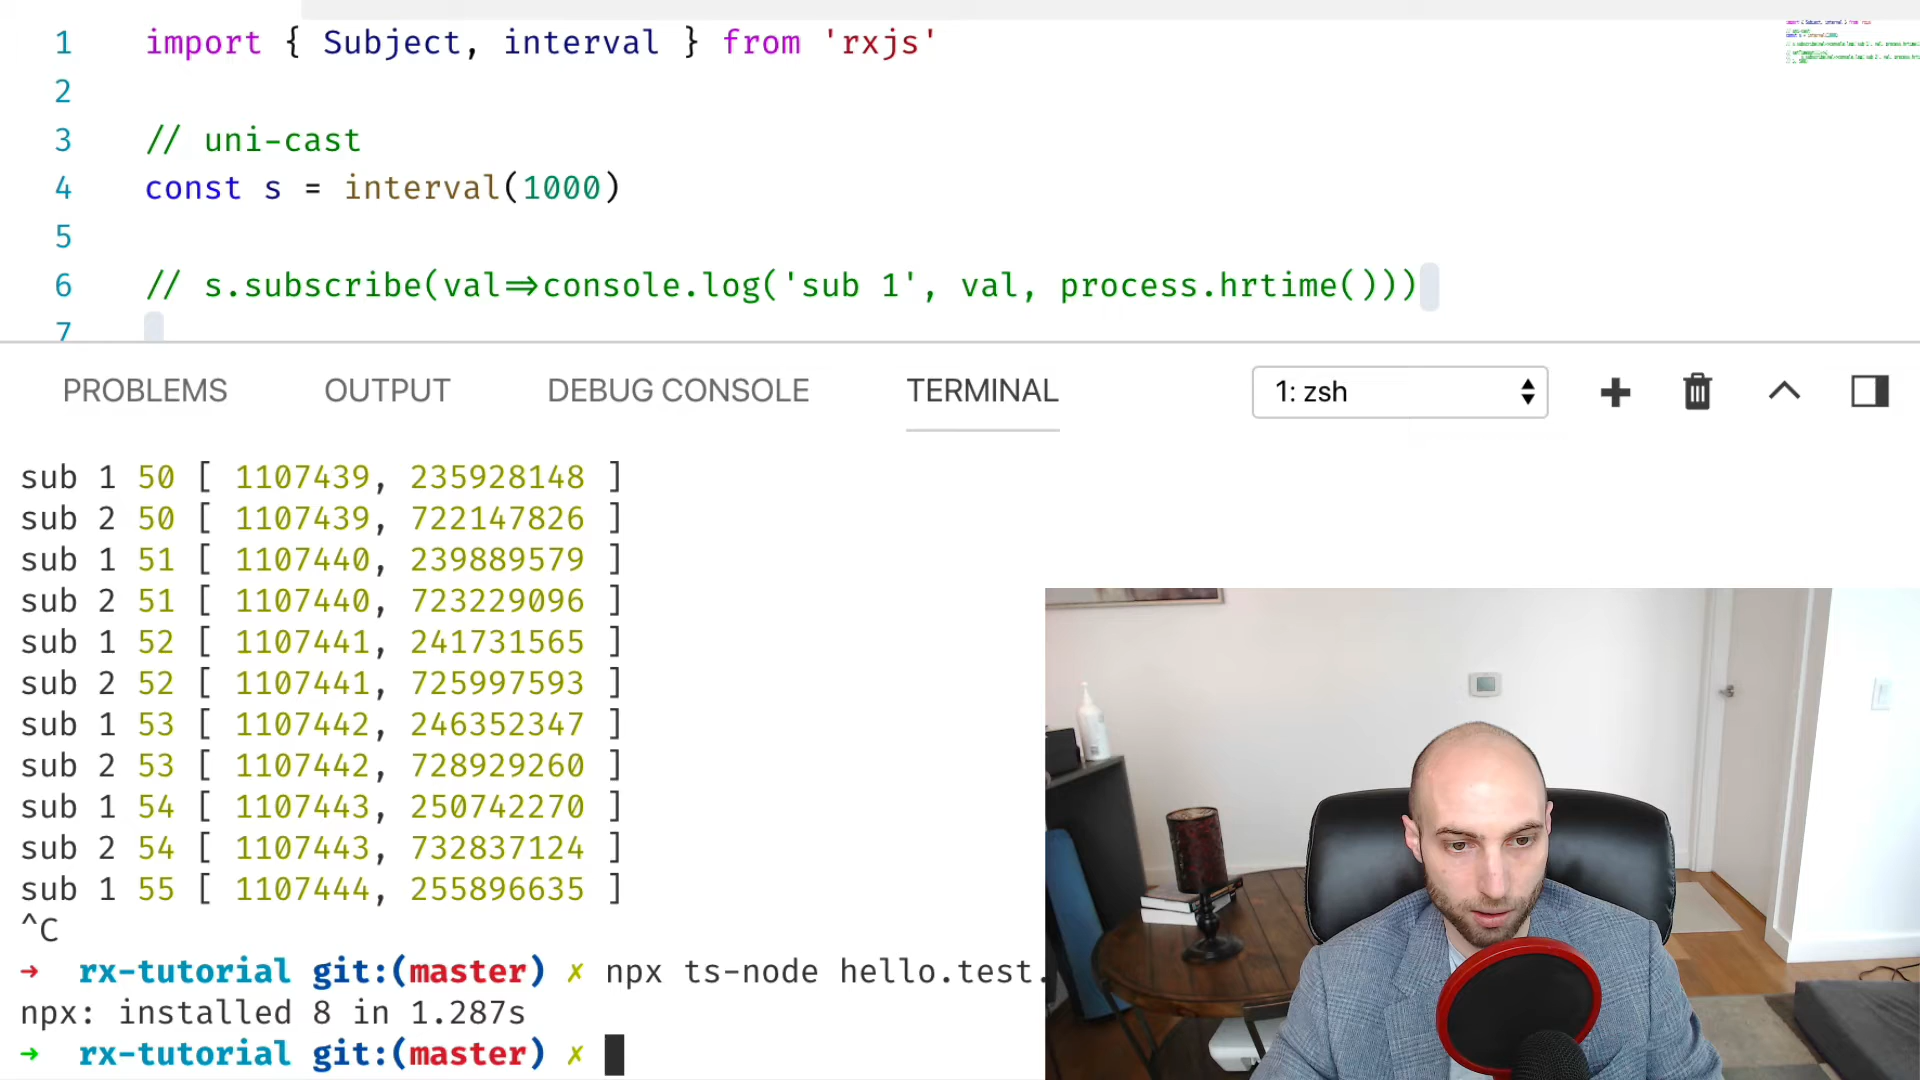 1 import { Subject, interval } from 'rxjs'
2
3 // uni-cast
4 const s = interval(1000)
5
6 // s.subscribe(val=>console.log('sub 1', val, process.hrtime()))
7
PROBLEMS OUTPUT DEBUG CONSOLE TERMINAL 1: zsh
sub 1 50 [ 1107439, 235928148 ]
sub 2 50 [ 1107439, 722147826 ]
sub 1 51 [ 1107440, 239889579 ]
sub 2 51 [ 1107440, 723229096 ]
sub 1 52 [ 1107441, 241731565 ]
sub 2 52 [ 1107441, 725997593 ]
sub 1 53 [ 1107442, 246352347 ]
sub 2 53 [ 1107442, 728929260 ]
sub 1 54 [ 1107443, 250742270 ]
sub 2 54 [ 1107443, 732837124 ]
sub 1 55 [ 1107444, 255896635 ]
^C
→ rx-tutorial git:(master) ✗ npx ts-node hello.test.
npx: installed 8 in 1.287s
→ rx-tutorial git:(master) ✗